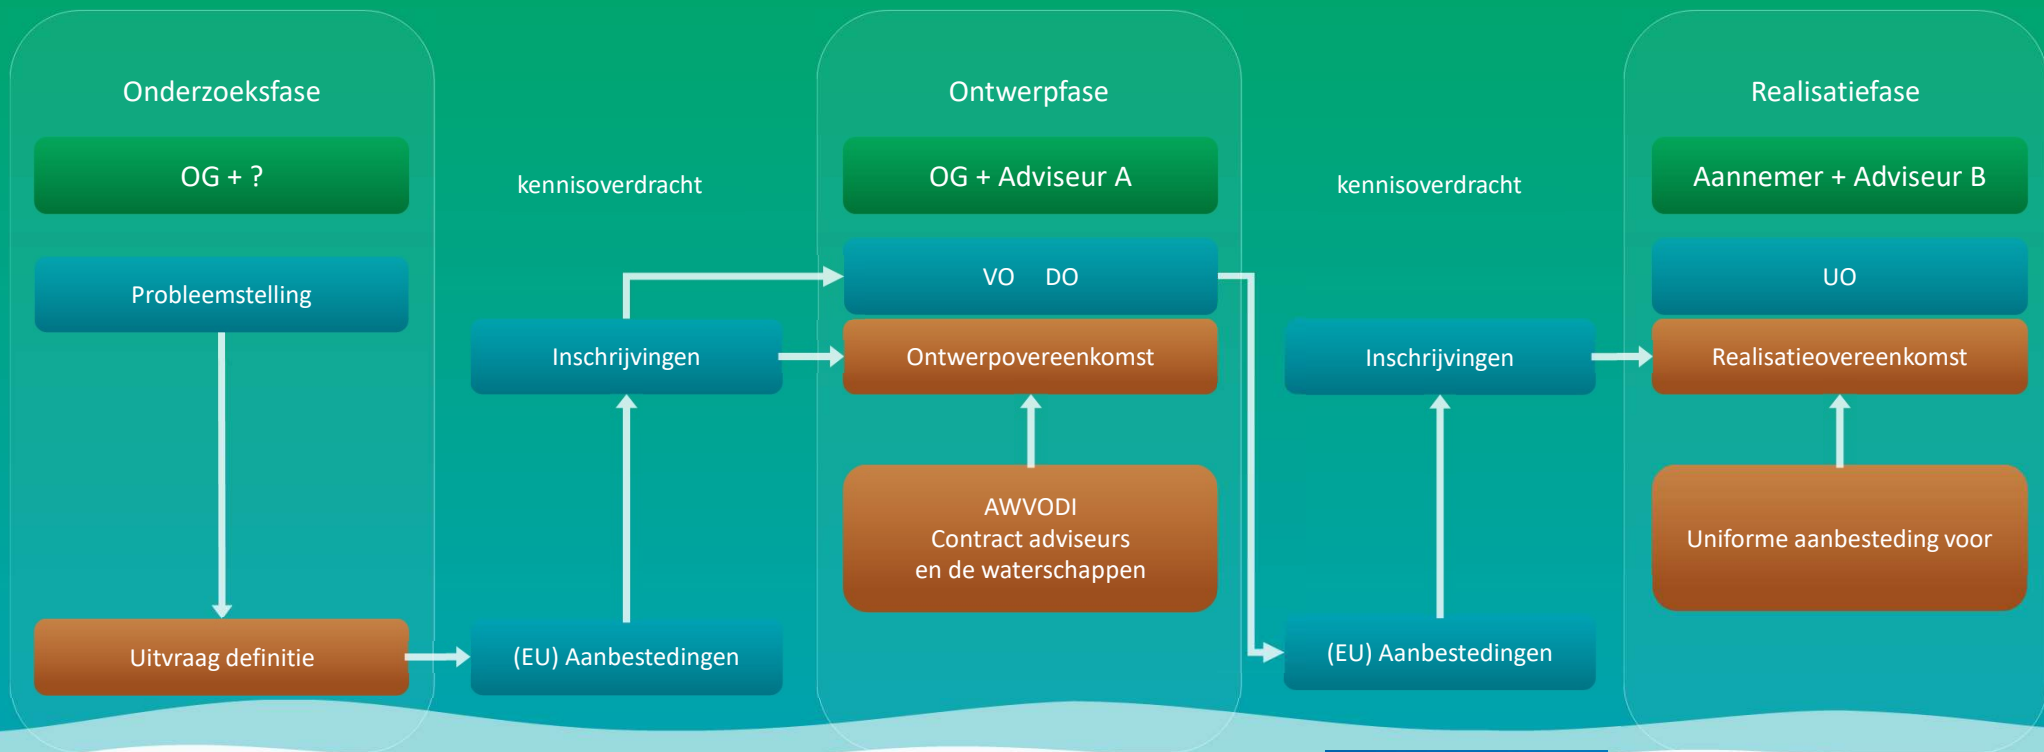 Onderzoeksfase
OG + ?
Probleemstelling
Uitvraag definitie
kennisoverdracht
Inschrijvingen
(EU) Aanbestedingen
Ontwerpfase
OG + Adviseur A
VO DO
Ontwerpovereenkomst
AWVODI
Contract adviseurs
en de waterschappen
kennisoverdracht
Inschrijvingen
(EU) Aanbestedingen
Realisatiefase
Aannemer + Adviseur B
UO
Realisatieovereenkomst
Uniforme aanbesteding voor